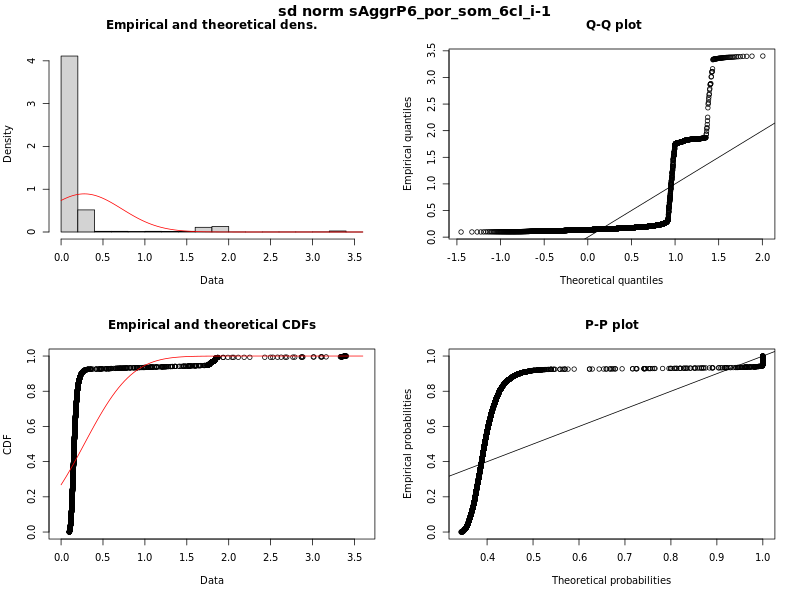 sd norm sAggrP6_por_som_6cl_i-1
Empirical and theoretical dens.
Density
0 1 2 3 4
0.0 0.5 1.0 1.5 2.0 2.5 3.0 3.5
Data
Q-Q plot
Empirical quantiles
0.0 0.5 1.0 1.5 2.0 2.5 3.0 3.5
-1.5 -1.0 -0.5 0.0 0.5 1.0 1.5 2.0
Theoretical quantiles
Empirical and theoretical CDFs
CDF
0.0 0.2 0.4 0.6 0.8 1.0
0.0 0.5 1.0 1.5 2.0 2.5 3.0 3.5
Data
P-P plot
Empirical probabilities
0.0 0.2 0.4 0.6 0.8 1.0
0.4 0.5 0.6 0.7 0.8 0.9 1.0
Theoretical probabilities